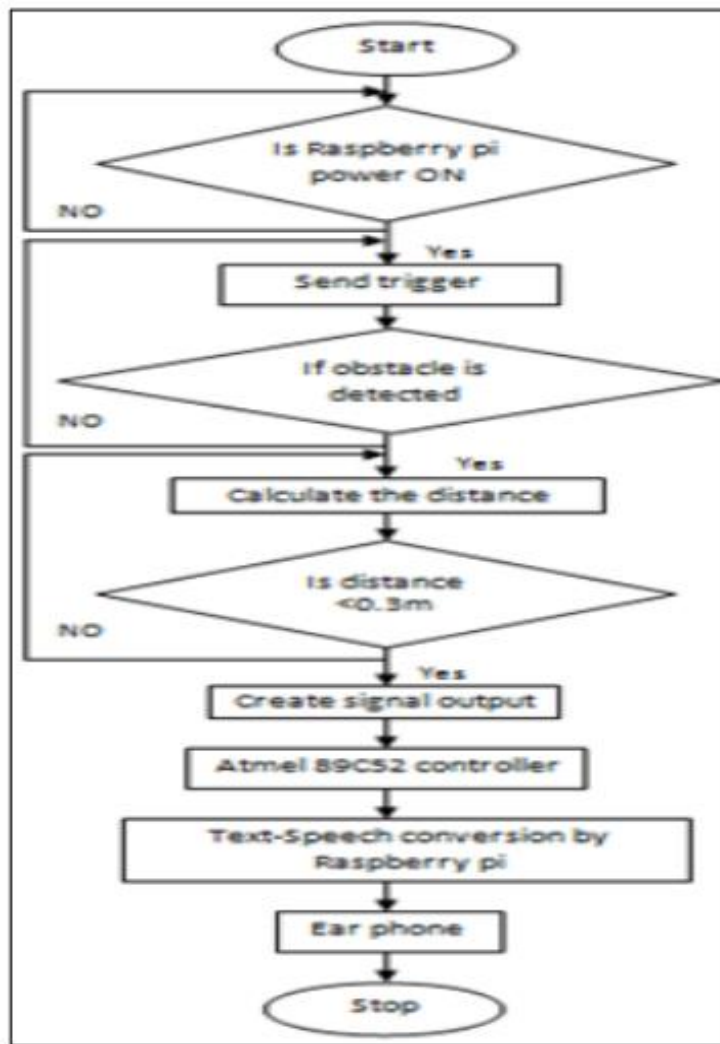 Start
Is Raspberry pi
power ON
NO
Yes
Send trigger
If obstacle is
detected
NO
Yes
Calculate the distance
Is distance
<0.3m
NO
Yes
Create signal output
Atmel 89C52 controller
Text-Speech conversion by
Raspberry pi
Ear phone
Stop